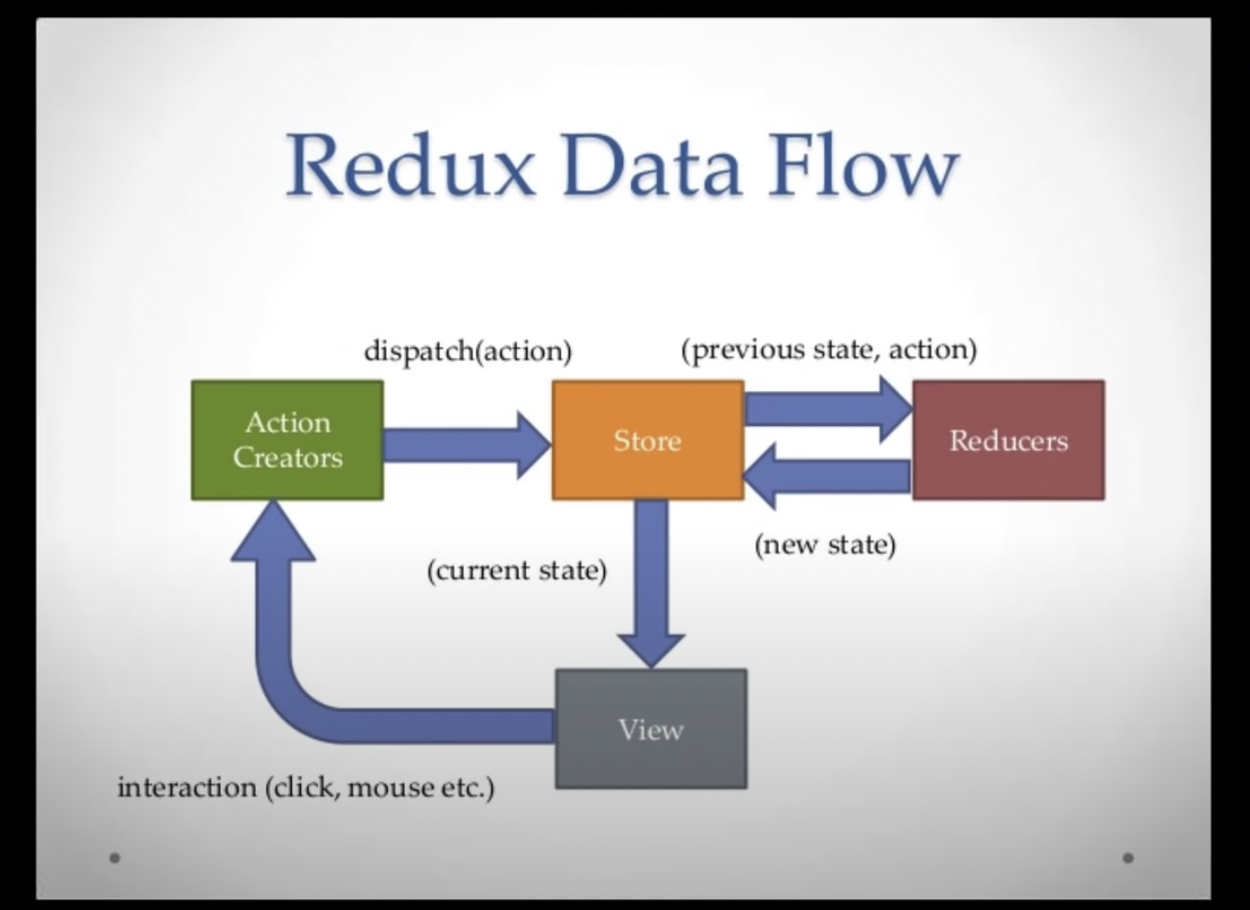 Redux Data Flow
dispatch(action)
(previous state, action)
Action
Creators
Store
Reducers
(new state)
(current state)
View
interaction (click, mouse etc.)